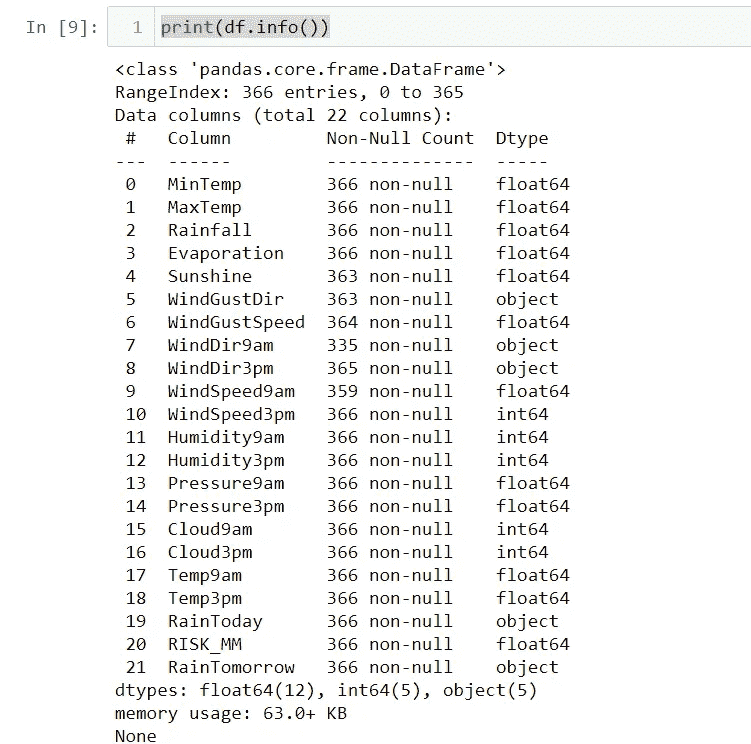 In [9]: 1 print(df.info())
<class 'pandas.core.frame.DataFrame'>
RangeIndex: 366 entries, 0 to 365
Data columns (total 22 columns):
 #   Column         Non-Null Count  Dtype
---  ------         --------------  -----
 0   MinTemp        366 non-null    float64
 1   MaxTemp        366 non-null    float64
 2   Rainfall       366 non-null    float64
 3   Evaporation    366 non-null    float64
 4   Sunshine       363 non-null    float64
 5   WindGustDir    363 non-null    object
 6   WindGustSpeed  364 non-null    float64
 7   WindDir9am     335 non-null    object
 8   WindDir3pm     365 non-null    object
 9   WindSpeed9am   359 non-null    float64
 10  WindSpeed3pm   366 non-null    int64
 11  Humidity9am    366 non-null    int64
 12  Humidity3pm    366 non-null    int64
 13  Pressure9am    366 non-null    float64
 14  Pressure3pm    366 non-null    float64
 15  Cloud9am       366 non-null    int64
 16  Cloud3pm       366 non-null    int64
 17  Temp9am        366 non-null    float64
 18  Temp3pm        366 non-null    float64
 19  RainToday      366 non-null    object
 20  RISK_MM        366 non-null    float64
 21  RainTomorrow   366 non-null    object
dtypes: float64(12), int64(5), object(5)
memory usage: 63.0+ KB
None